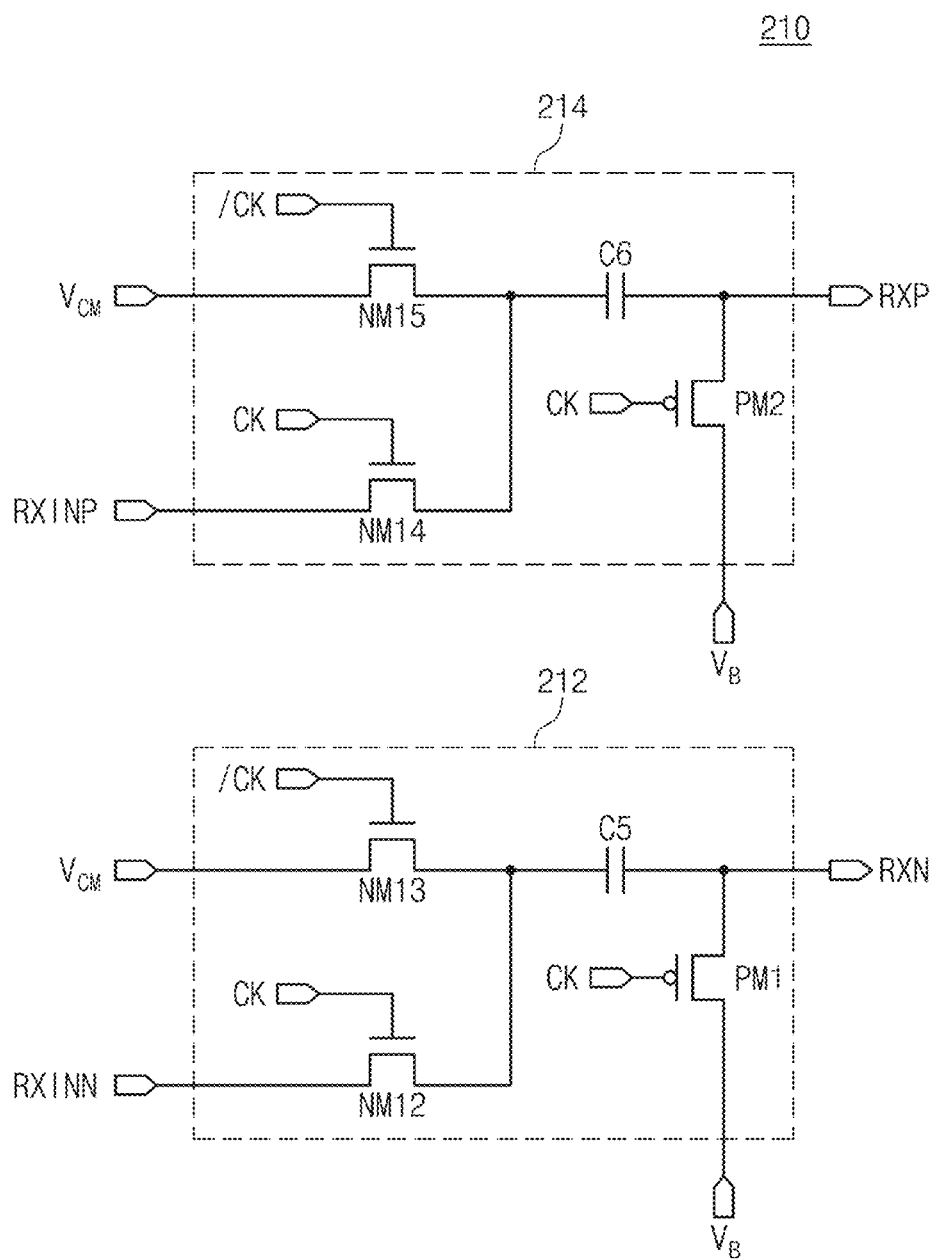 210
214
/CK
C6
VCM
RXP
NM15
CK
CK
PM2
RXINP
NM14
VB
212
/CK
C5
VCM
RXN
NM13
CK
CK
PM1
RXINN
NM12
VB